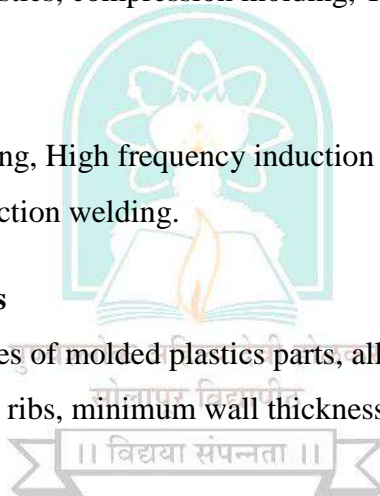 stics, compression molding,
ng, High frequency induction
ction welding.
s
es of molded plastics parts, all
सोलापूर विद्यापीठ
ribs, minimum wall thickness
॥ विद्यया संपन्नता ॥